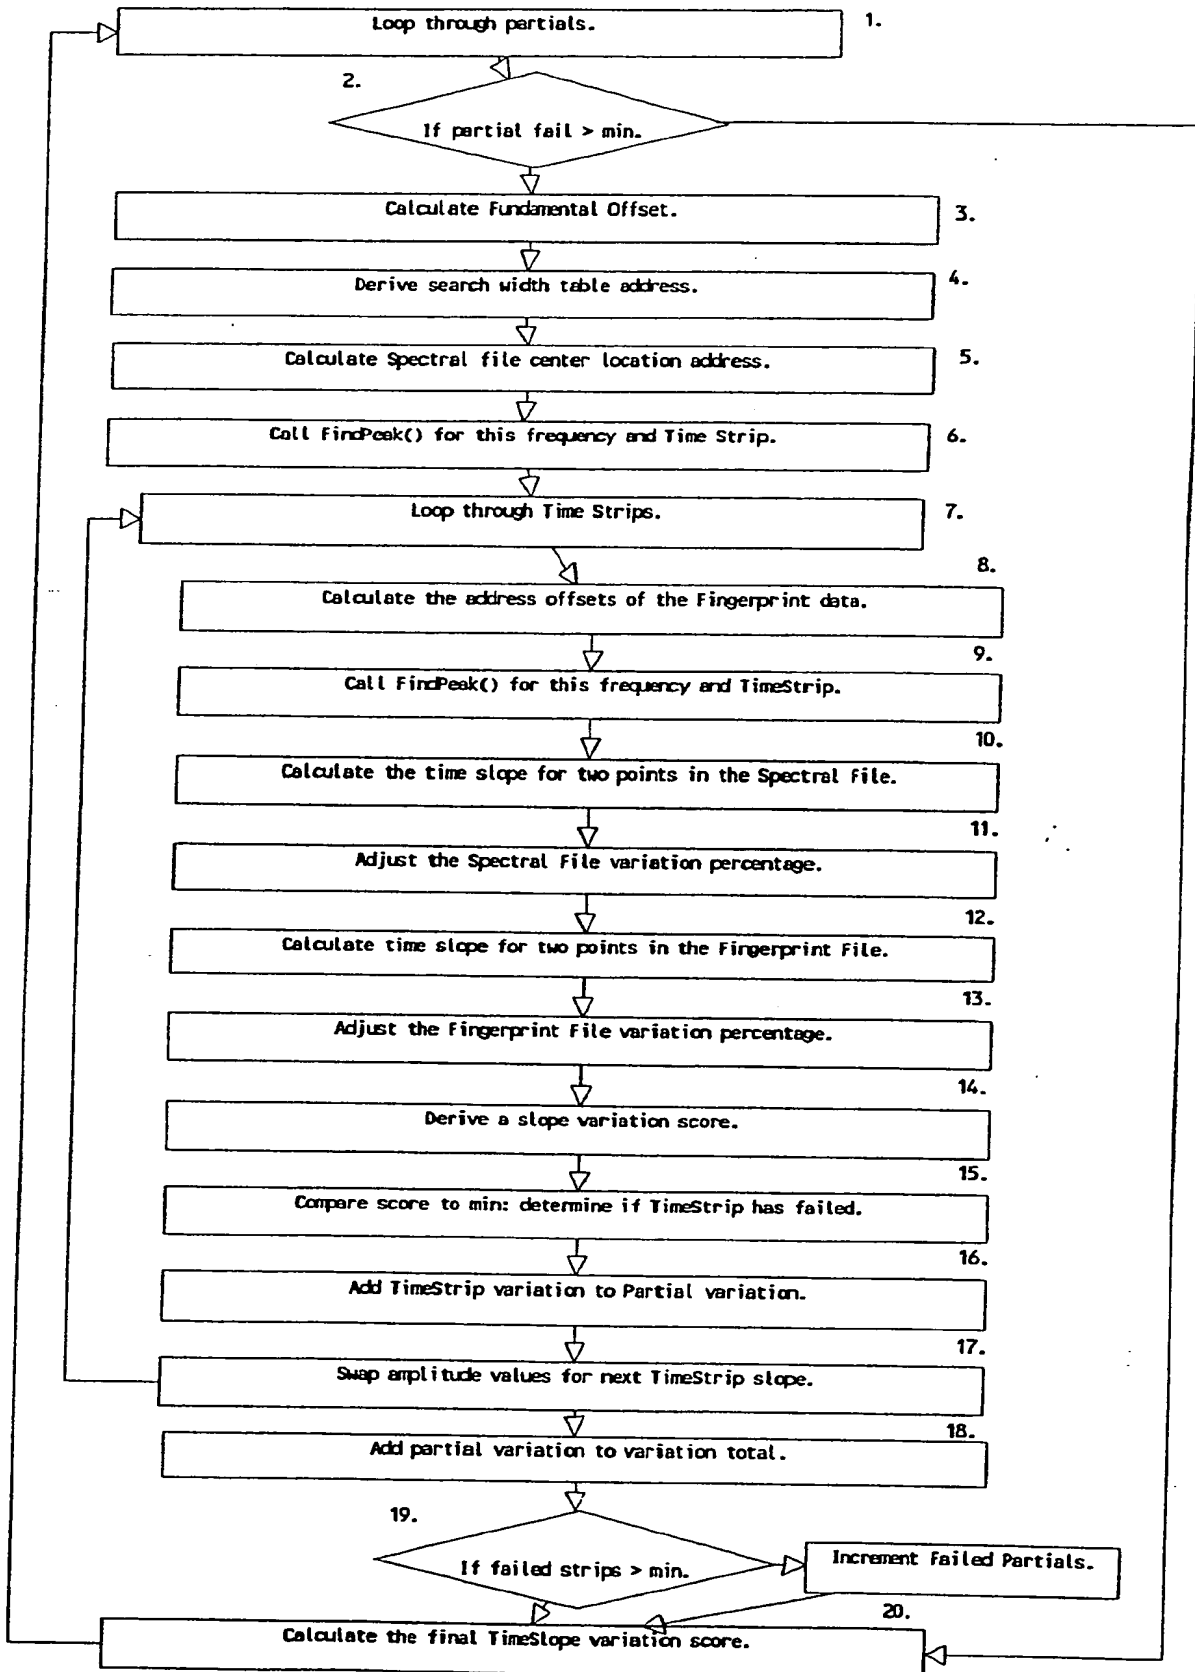 Loop through partials.
1.
2.
If partial fail > min.
Calculate Fundamental Offset.
3.
Derive search width table address.
4.
Calculate Spectral file center location address.
5.
Call FindPeak() for this frequency and Time Strip.
6.
Loop through Time Strips.
7.
8.
Calculate the address offsets of the Fingerprint data.
9.
Call FindPeak() for this frequency and TimeStrip.
10.
Calculate the time slope for two points in the Spectral File.
11.
Adjust the Spectral File variation percentage.
12.
Calculate time slope for two points in the Fingerprint File.
13.
Adjust the Fingerprint File variation percentage.
14.
Derive a slope variation score.
15.
Compare score to min: determine if TimeStrip has failed.
16.
Add TimeStrip variation to Partial variation.
17.
Swap amplitude values for next TimeStrip slope.
18.
Add partial variation to variation total.
19.
If failed strips > min.
Increment Failed Partials.
20.
Calculate the final TimeSlope variation score.